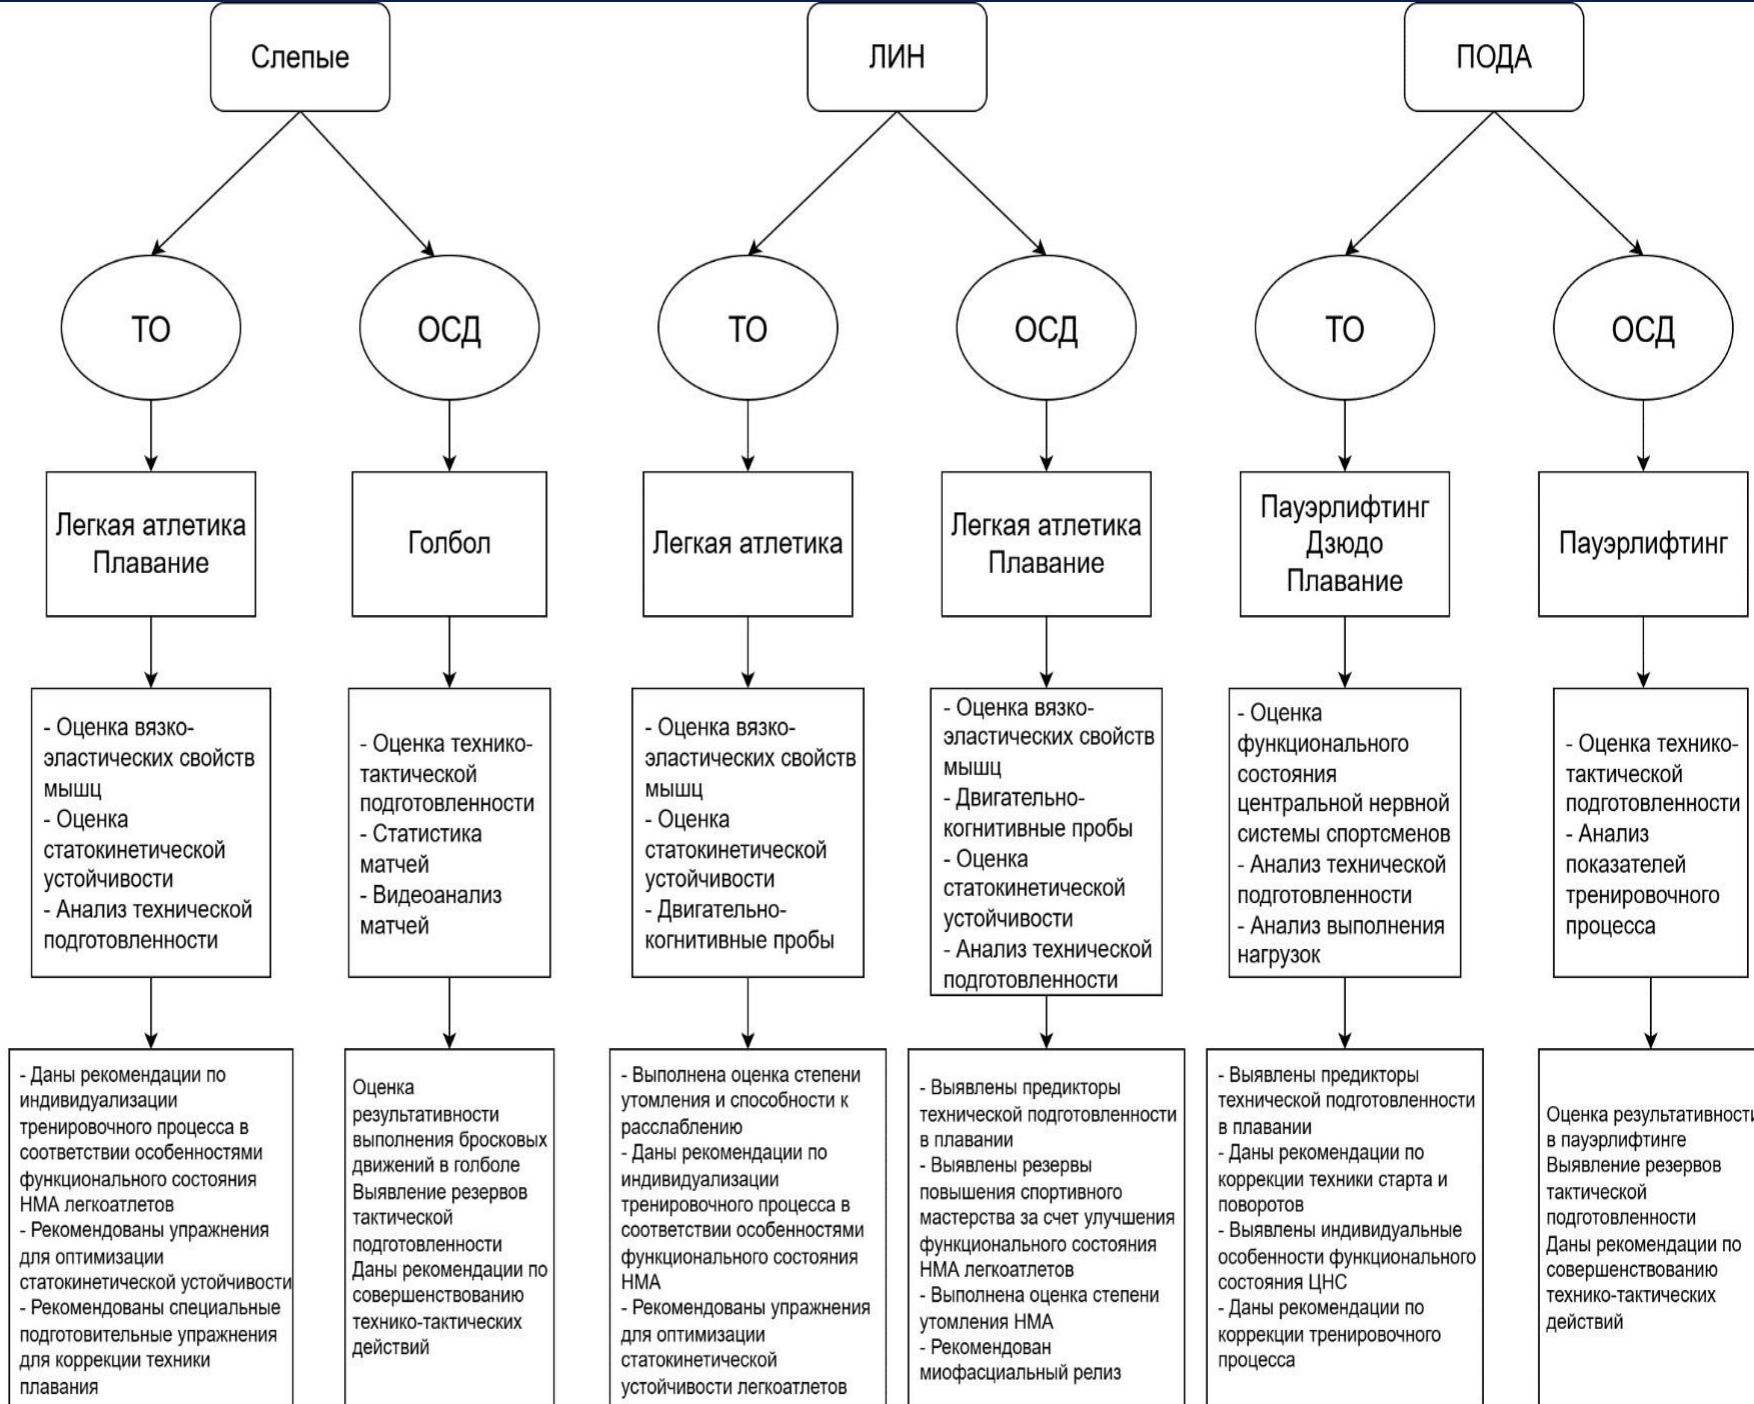 Слепые
ЛИН
ПОДА
ТО
ОСД
ТО
ОСД
ТО
ОСД
Легкая атлетика
Плавание
Голбол
Легкая атлетика
Легкая атлетика
Плавание
Пауэрлифтинг
Дзюдо
Плавание
Пауэрлифтинг
- Оценка вязко-
эластических свойств
мышц
- Оценка
статокинетической
устойчивости
- Анализ технической
подготовленности
- Оценка технико-
тактической
подготовленности
- Статистика
матчей
- Видеоанализ
матчей
- Оценка вязко-
эластических свойств
мышц
- Оценка
статокинетической
устойчивости
- Двигательно-
когнитивные пробы
- Оценка вязко-
эластических свойств
мышц
- Двигательно-
когнитивные пробы
- Оценка
статокинетической
устойчивости
- Анализ технической
подготовленности
- Оценка
функционального
состояния
центральной нервной
системы спортсменов
- Анализ технической
подготовленности
- Анализ выполнения
нагрузок
- Оценка технико-
тактической
подготовленности
- Анализ
показателей
тренировочного
процесса
- Даны рекомендации по
индивидуализации
тренировочного процесса в
соответствии особенностями
функционального состояния
НМА легкоатлетов
- Рекомендованы упражнения
для оптимизации
статокинетической устойчивости
- Рекомендованы специальные
подготовительные упражнения
для коррекции техники
плавания
Оценка
результативности
выполнения бросковых
движений в голболе
Выявление резервов
тактической
подготовленности
Даны рекомендации по
совершенствованию
технико-тактических
действий
- Выполнена оценка степени
утомления и способности к
расслаблению
- Даны рекомендации по
индивидуализации
тренировочного процесса в
соответствии особенностями
функционального состояния
НМА
- Рекомендованы упражнения
для оптимизации
статокинетической
устойчивости легкоатлетов
- Выявлены предикторы
технической подготовленности
в плавании
- Выявлены резервы
повышения спортивного
мастерства за счет улучшения
функционального состояния
НМА легкоатлетов
- Выполнена оценка степени
утомления НМА
- Рекомендован
миофасциальный релиз
- Выявлены предикторы
технической подготовленности
в плавании
- Даны рекомендации по
коррекции техники старта и
поворотов
- Выявлены индивидуальные
особенности функционального
состояния ЦНС
- Даны рекомендации по
коррекции тренировочного
процесса
Оценка результативности
в пауэрлифтинге
Выявление резервов
тактической
подготовленности
Даны рекомендации по
совершенствованию
технико-тактических
действий